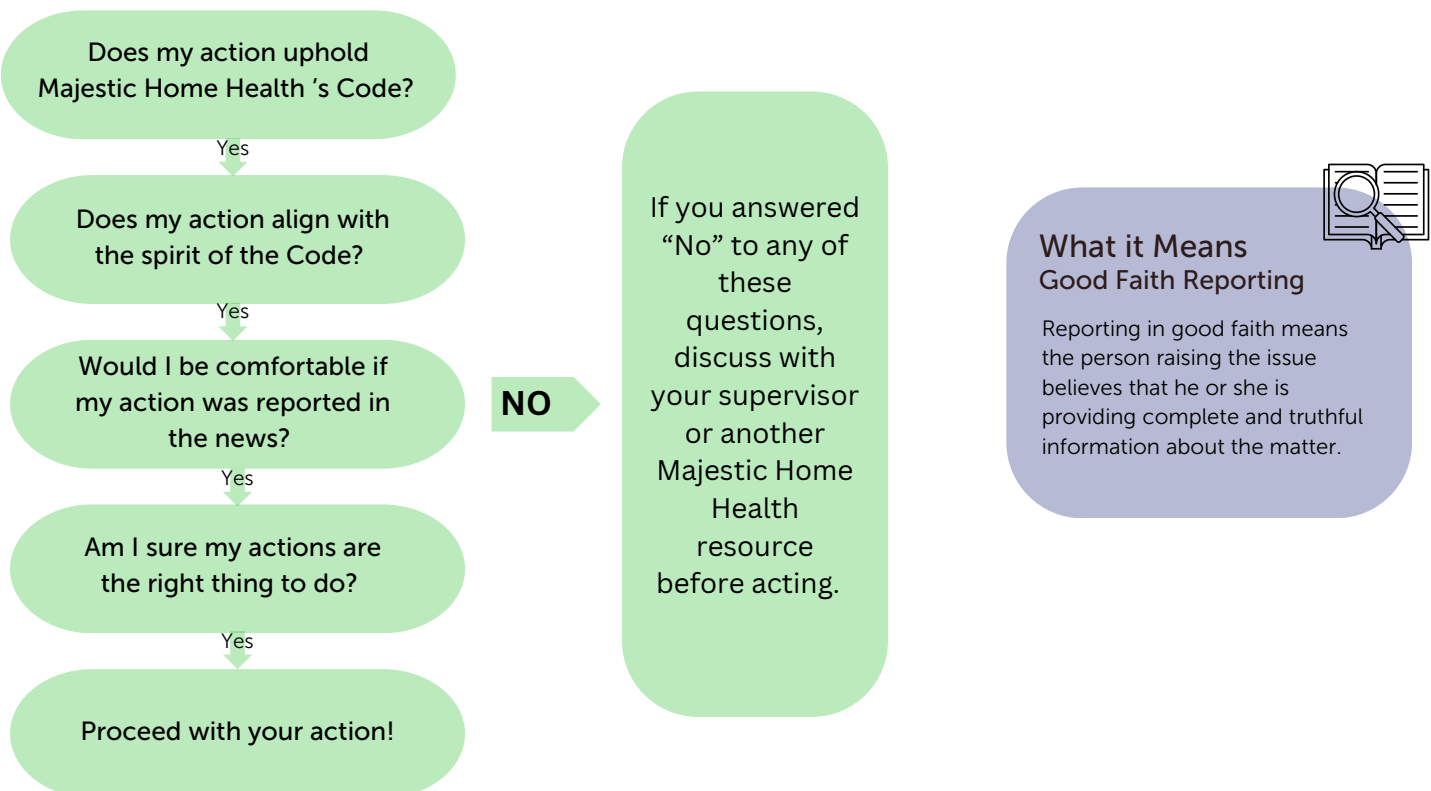 Does my action uphold
Majestic Home Health ’s Code?
Yes
Does my action align with
the spirit of the Code?
Yes
Would I be comfortable if
my action was reported in
the news?
Yes
Am I sure my actions are
the right thing to do?
Yes
Proceed with your action!
NO
If you answered
“No” to any of
these
questions,
discuss with
your supervisor
or another
Majestic Home
Health
resource
before acting.
What it Means
Good Faith Reporting
Reporting in good faith means
the person raising the issue
believes that he or she is
providing complete and truthful
information about the matter.